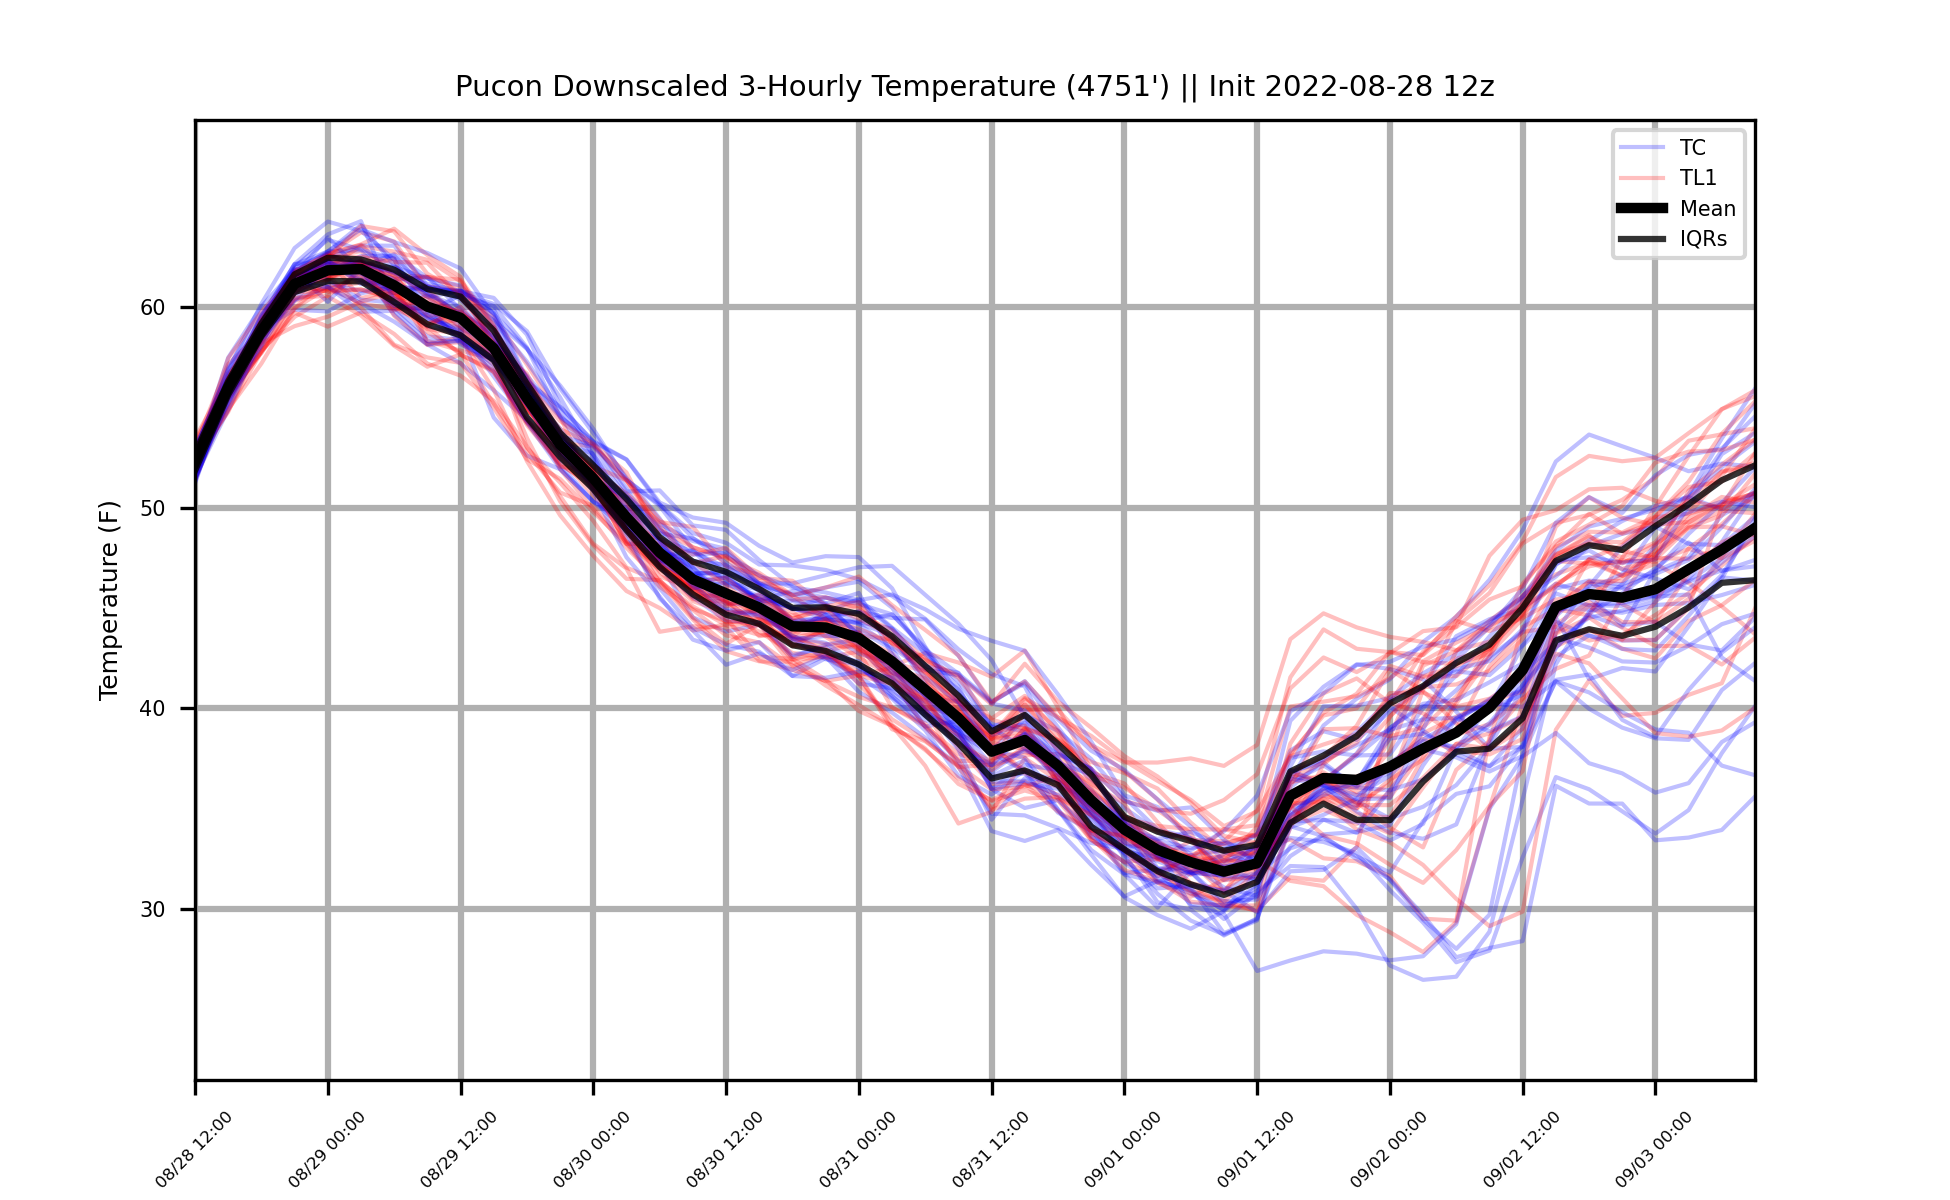 Pucon Downscaled 3-Hourly Temperature (4751') || Init 2022-08-28 12z
TC
TL1
Mean
IQRs
Temperature (F)
60
50
40
30
08/28 12:00
08/29 00:00
08/29 12:00
08/30 00:00
08/30 12:00
08/31 00:00
08/31 12:00
09/01 00:00
09/01 12:00
09/02 00:00
09/02 12:00
09/03 00:00